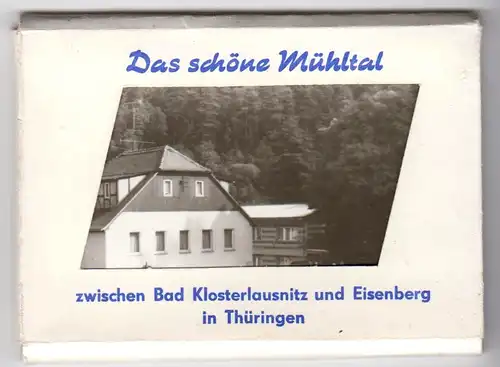 Das schöne Mühltal
zwischen Bad Klosterlausnitz und Eisenberg
in Thüringen